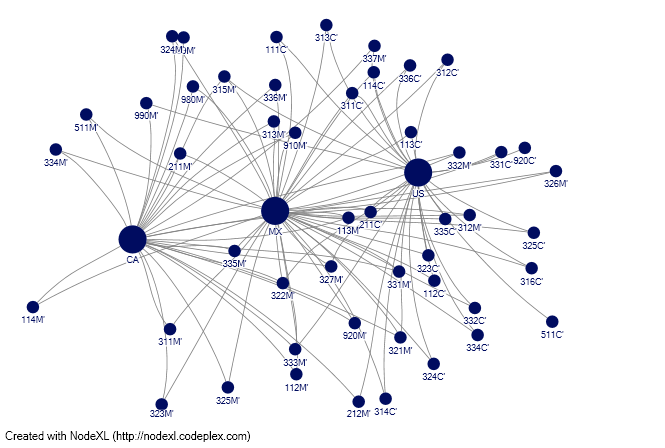 313C'
324M'
111C'
337M'
312C'
336C'
114C'
315M'
980M'
336M'
311C'
990M'
511M'
313M'
910M'
113C'
334M'
211M'
332M'
331C'
920C'
326M'
US
MX
113M'
211C'
335C'
312M'
325C'
CA
335M'
323C'
327M'
331M'
316C'
322M'
112C'
114M'
311M'
920M'
321M'
332C'
334C'
511C'
333M'
324C'
112M'
325M'
323M'
212M'
314C'
Created with NodeXL (http://nodexl.codeplex.com)